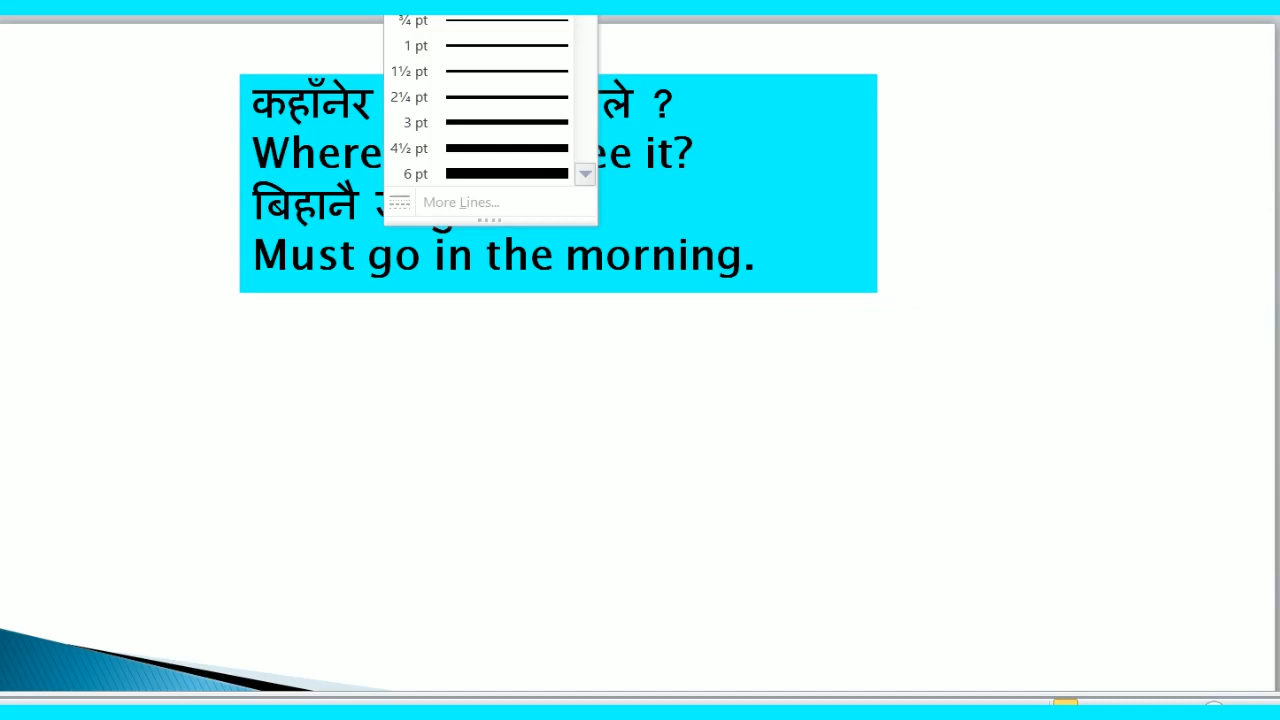 ¾ pt
1 pt
1½ pt
2¼ pt
3 pt
4½ pt
6 pt
More Lines...
कहाँनेर ?
Where it?
बिहानै
Must go in the morning.